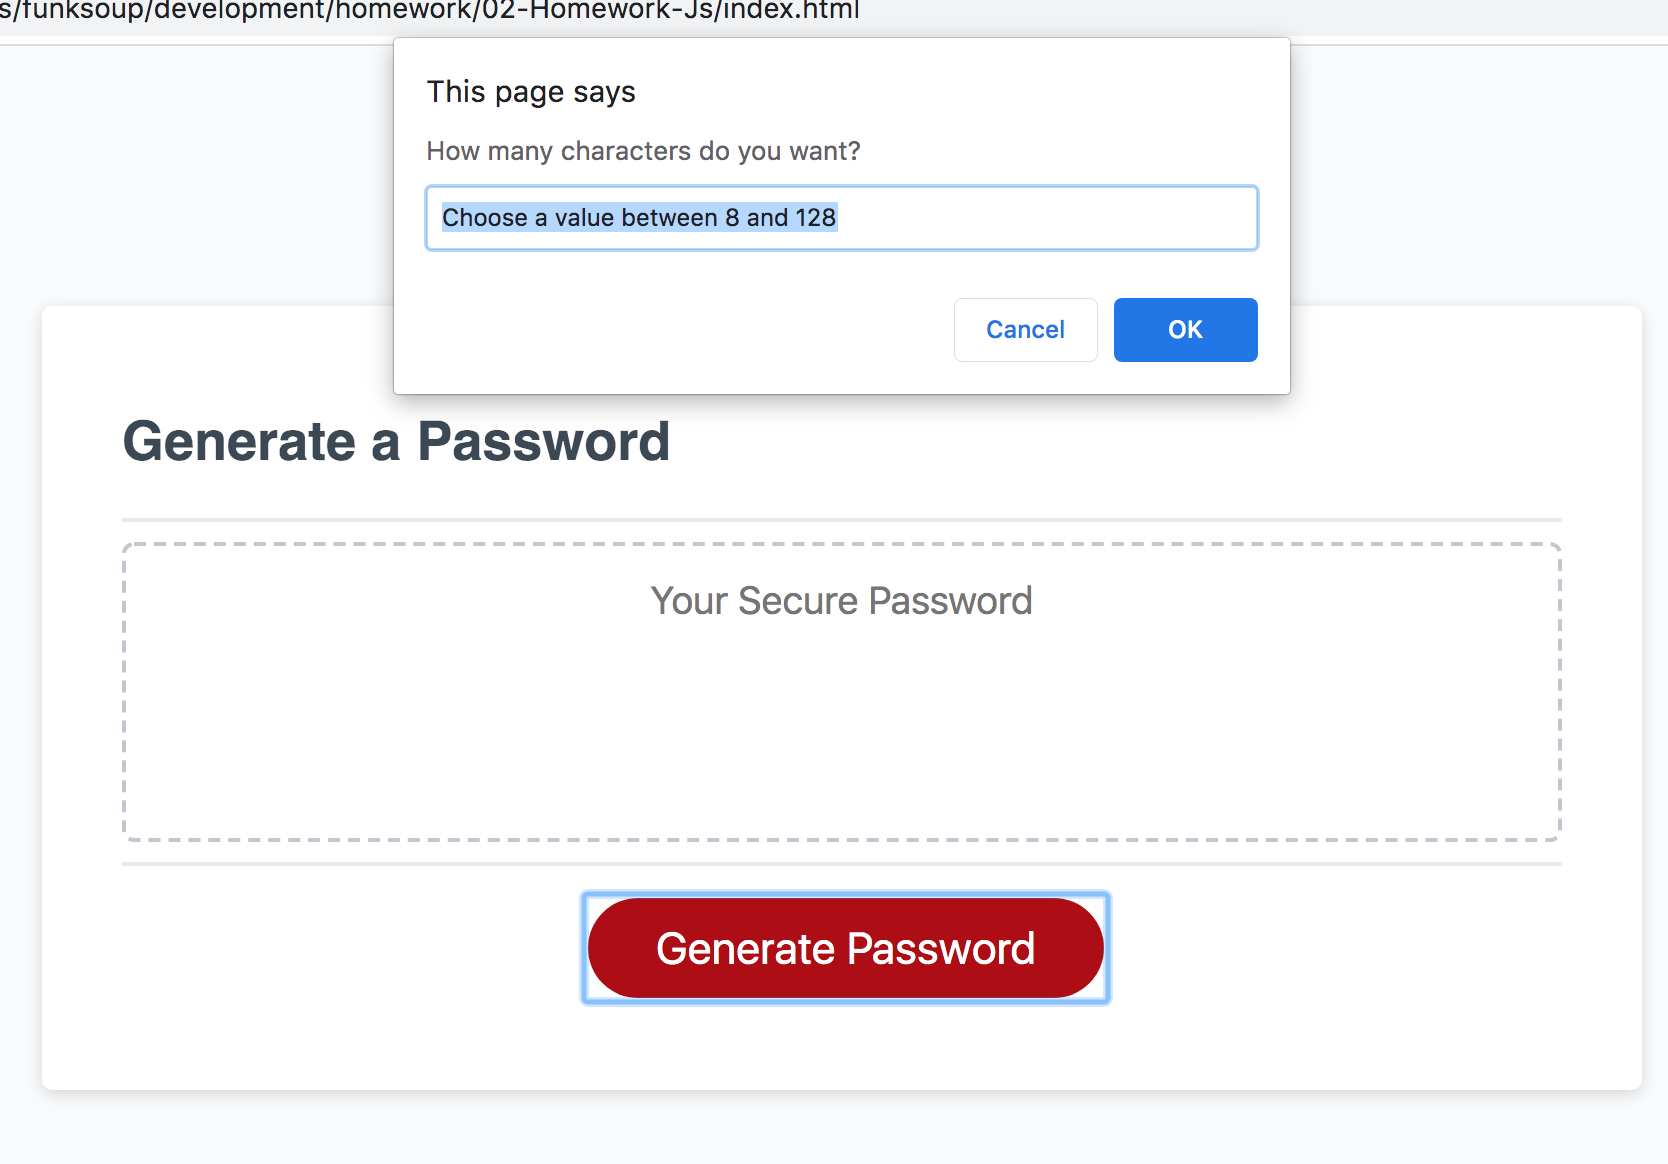 s/funksoup/development/homework/02-Homework-Js/index.html
This page says
How many characters do you want?
Choose a value between 8 and 128
Cancel
OK
Generate a Password
Your Secure Password
Generate Password